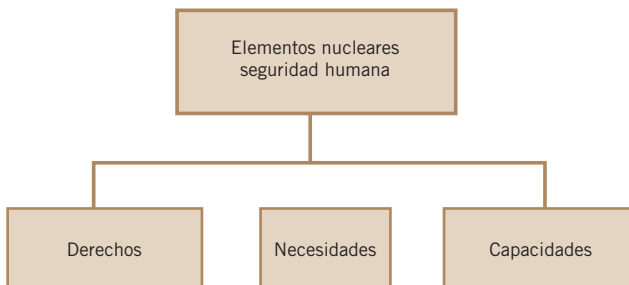 Elementos nucleares
seguridad humana
Derechos
Necesidades
Capacidades